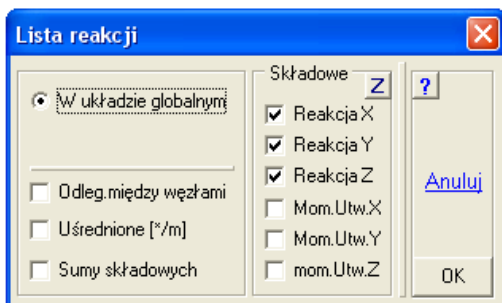 Lista reakcji
W układzie globalnym
Odleg.między węzłami
Uśrednione [*/m]
Sumy składowych
Składowe
Z
Reakcja X
Reakcja Y
Reakcja Z
Mom.Utw.X
Mom.Utw.Y
mom.Utw.Z
?
Anuluj
OK